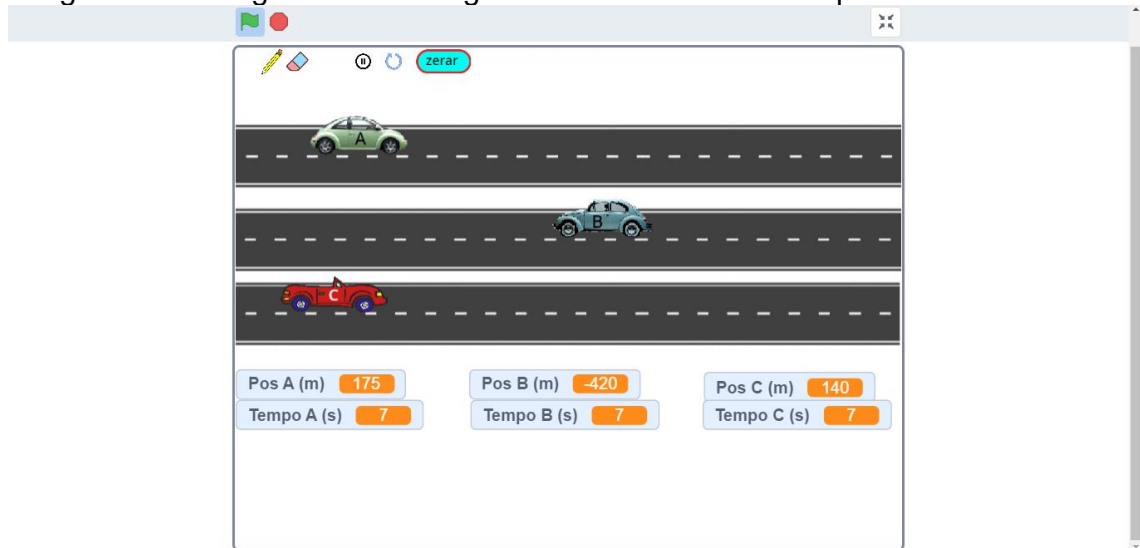 zerar
A
B
C
Pos A (m) 175
Pos B (m) -420
Pos C (m) 140
Tempo A (s) 7
Tempo B (s) 7
Tempo C (s) 7